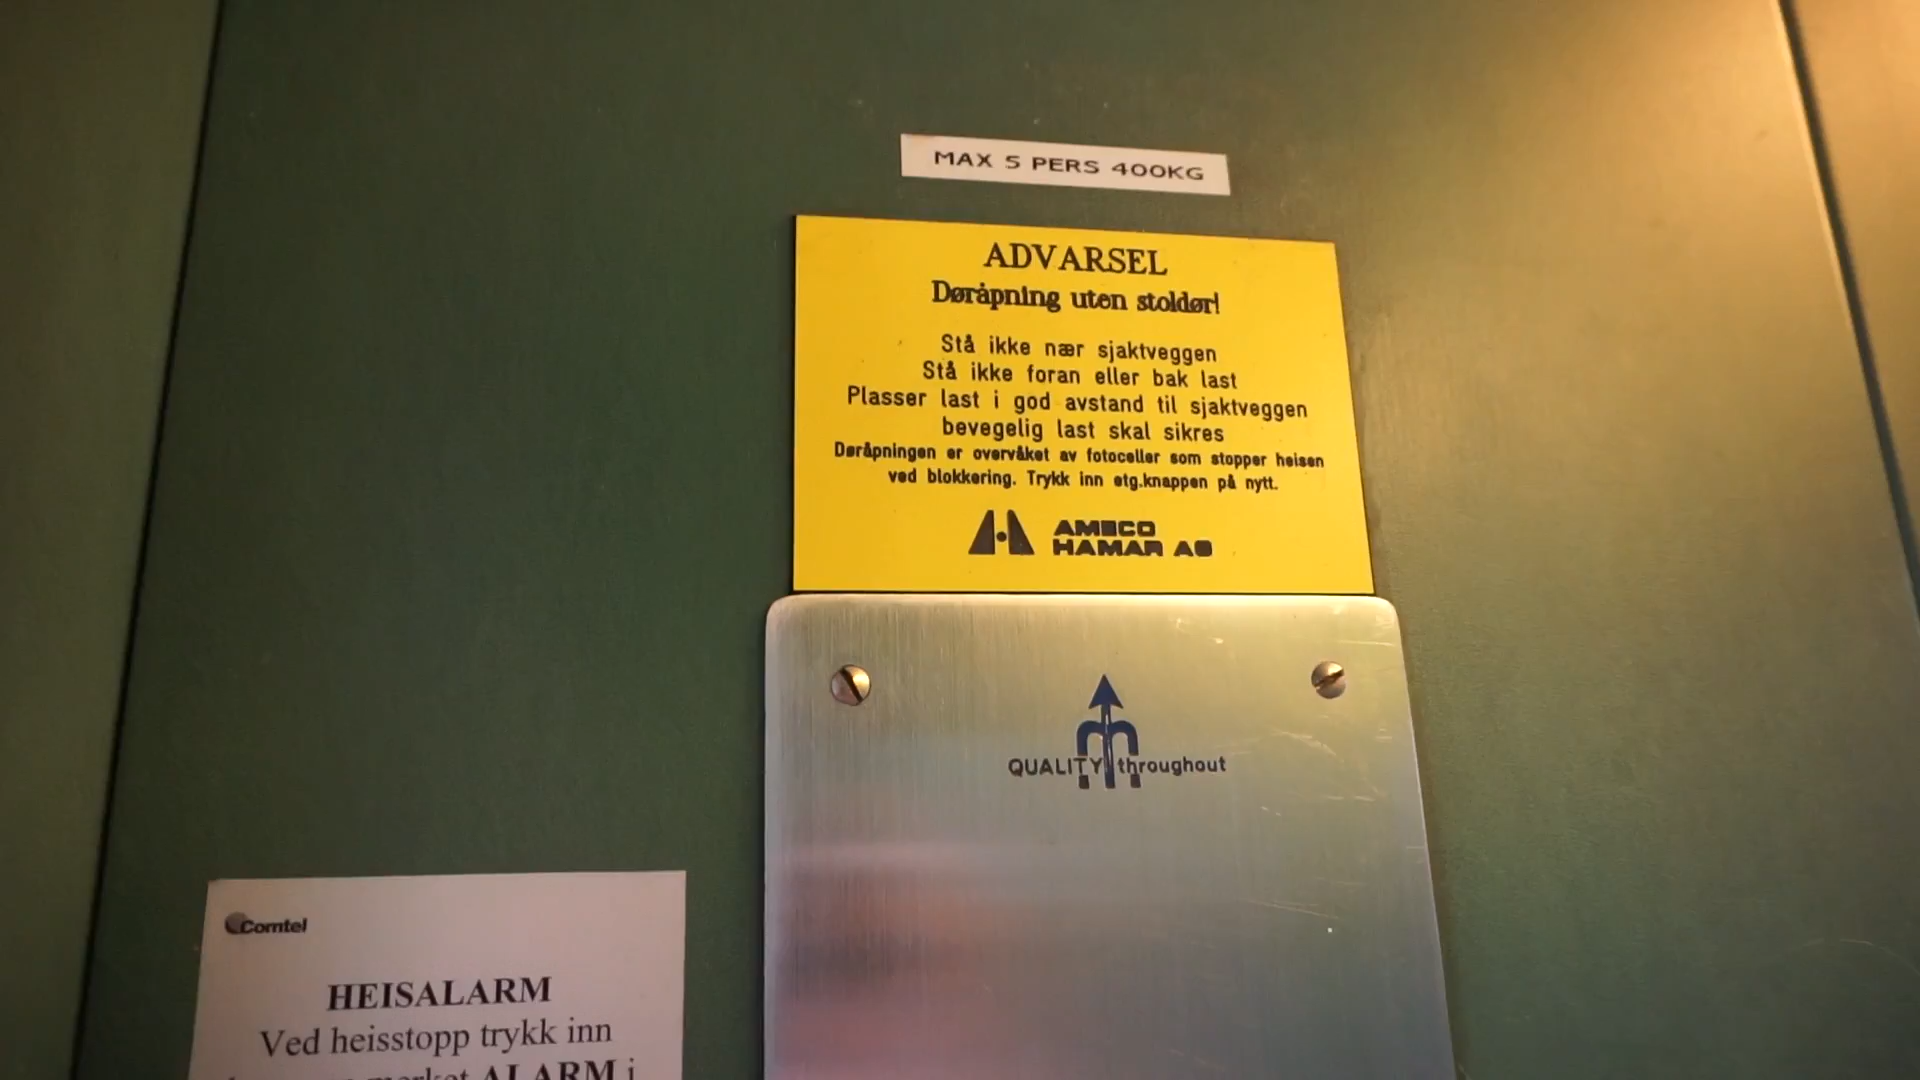 MAX 5 PERS 400KG
ADVARSEL
Døråpning uten stoldør!
Stå ikke nær sjaktveggen
Stå ikke foran eller bak last
Plasser last i god avstand til sjaktveggen
bevegelig last skal sikres
Døråpningen er overvåket av fotoceller som stopper heisen
ved blokkering. Trykk inn etg.knappen på nytt.
AMECO
HAMAR AS
QUALITY throughout
Comtel
HEISALARM
Ved heisstopp trykk inn
merket ALARM i